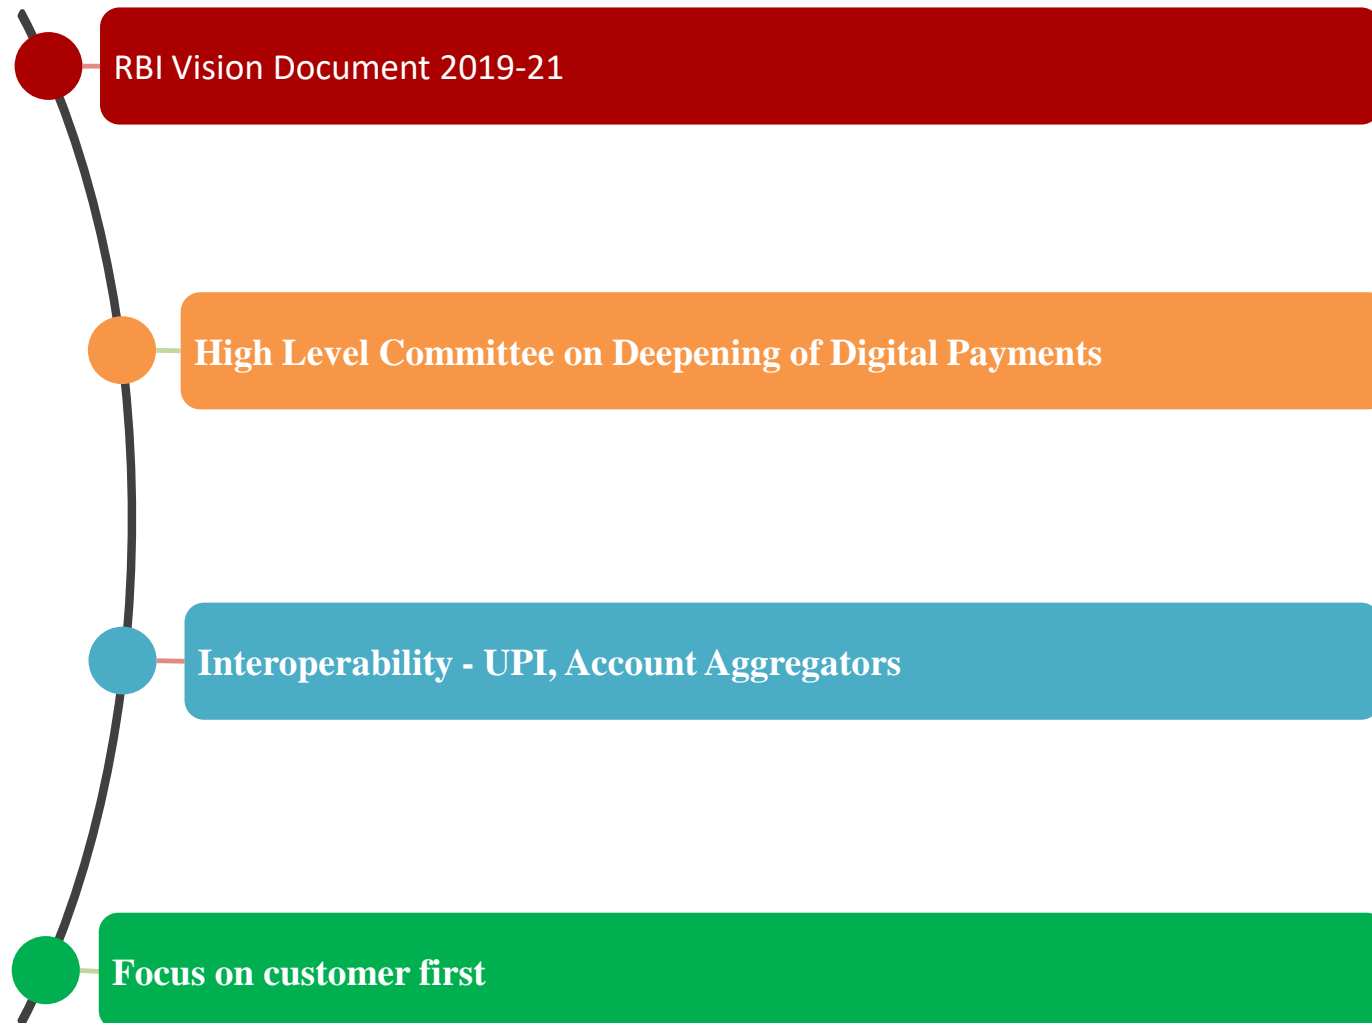 RBI Vision Document 2019-21
High Level Committee on Deepening of Digital Payments
Interoperability - UPI, Account Aggregators
Focus on customer first